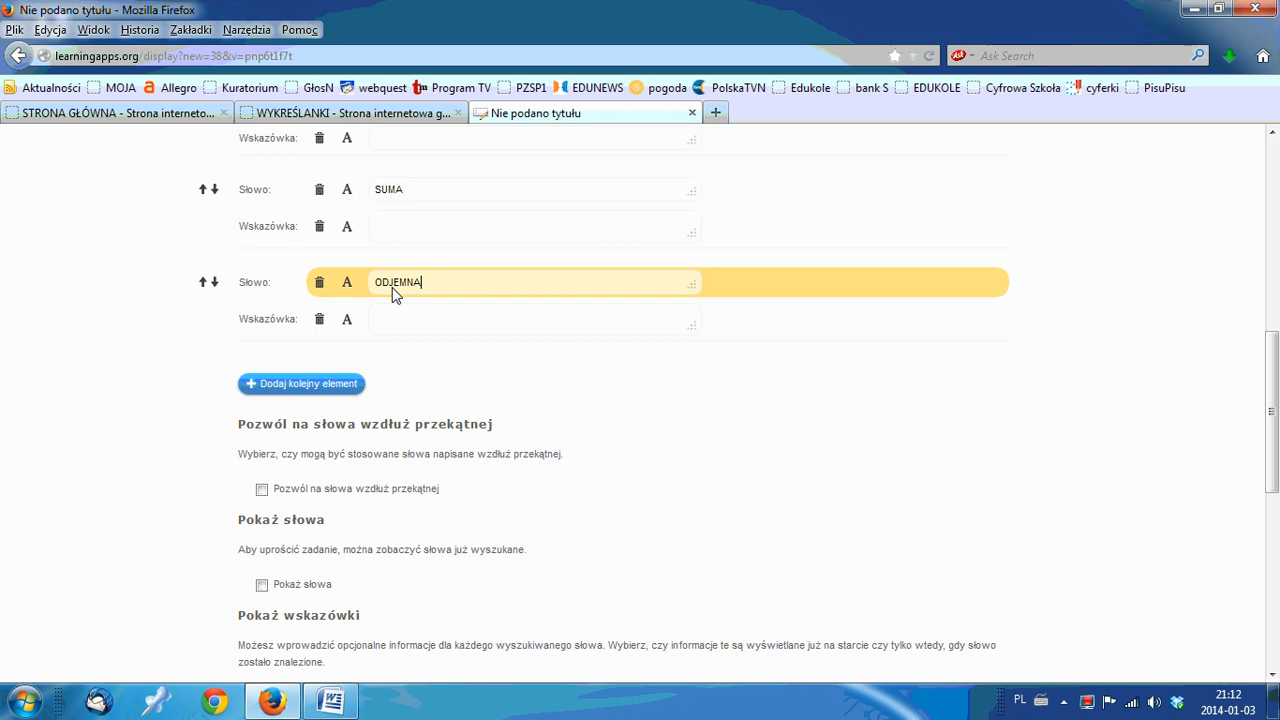 Nie podano tytułu - Mozilla Firefox
Plik Edycja Widok Historia Zakładki Narzędzia Pomoc
learningapps.org/display?new=38&v=pnp6t1f7t
Ask Ask Search
Aktualności MOJA Allegro Kuratorium GłosN webquest Program TV PZSP1 EDUNEWS pogoda PolskaTVN Edukole bank S EDUKOLE Cyfrowa Szkoła cyferki PisuPisu
STRONA GŁÓWNA - Strona interneto... WYKREŚLANKI - Strona internetowa g... Nie podano tytułu
Wskazówka: A
Słowo: A SUMA
Wskazówka: A
Słowo: A ODJEMNA
Wskazówka: A
+ Dodaj kolejny element
Pozwól na słowa wzdłuż przekątnej
Wybierz, czy mogą być stosowane słowa napisane wzdłuż przekątnej.
Pozwól na słowa wzdłuż przekątnej
Pokaż słowa
Aby uprościć zadanie, można zobaczyć słowa już wyszukane.
Pokaż słowa
Pokaż wskazówki
Możesz wprowadzić opcjonalne informacje dla każdego wyszukiwanego słowa. Wybierz, czy informacje te są wyświetlane już na starcie czy tylko wtedy, gdy słowo
zostało znalezione.
PL
21:12
2014-01-03